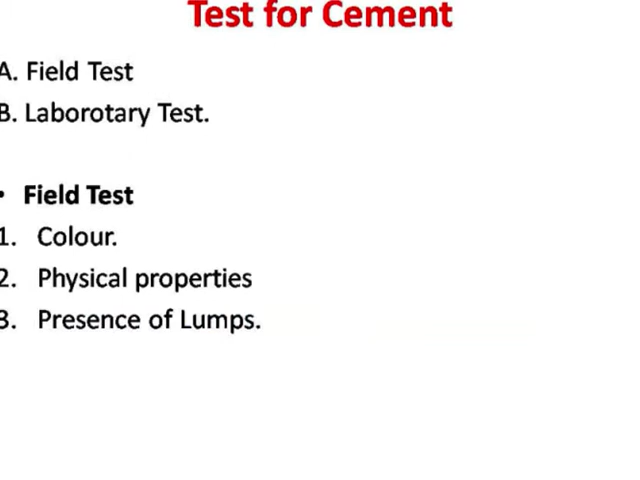 Test for Cement
A. Field Test
B. Laborotary Test.
• Field Test
1. Colour.
2. Physical properties
3. Presence of Lumps.